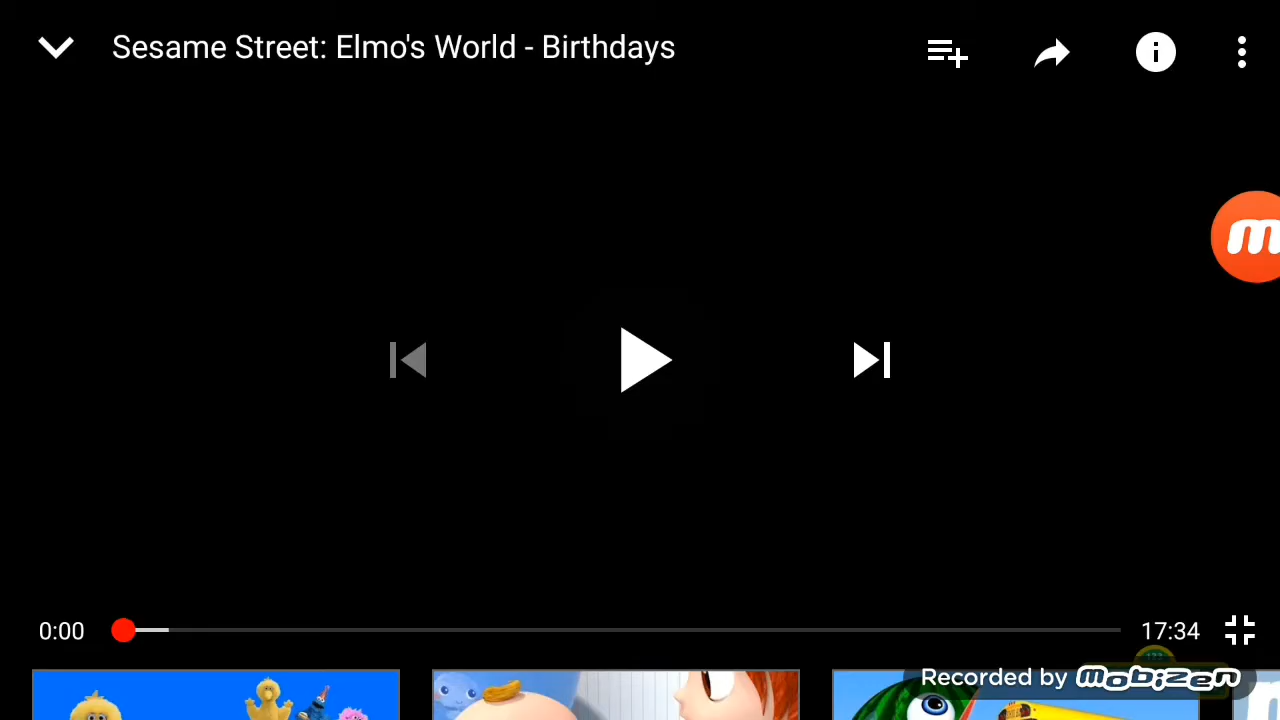 Sesame Street: Elmo's World - Birthdays
m
0:00
17:34
Recorded by mobizen